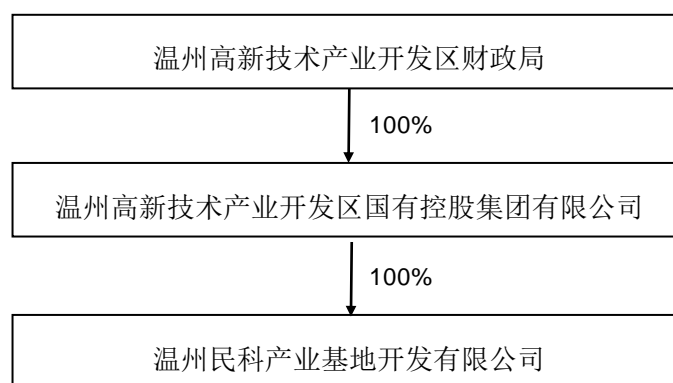 温州高新技术产业开发区财政局
100%
温州高新技术产业开发区国有控股集团有限公司
100%
温州民科产业基地开发有限公司